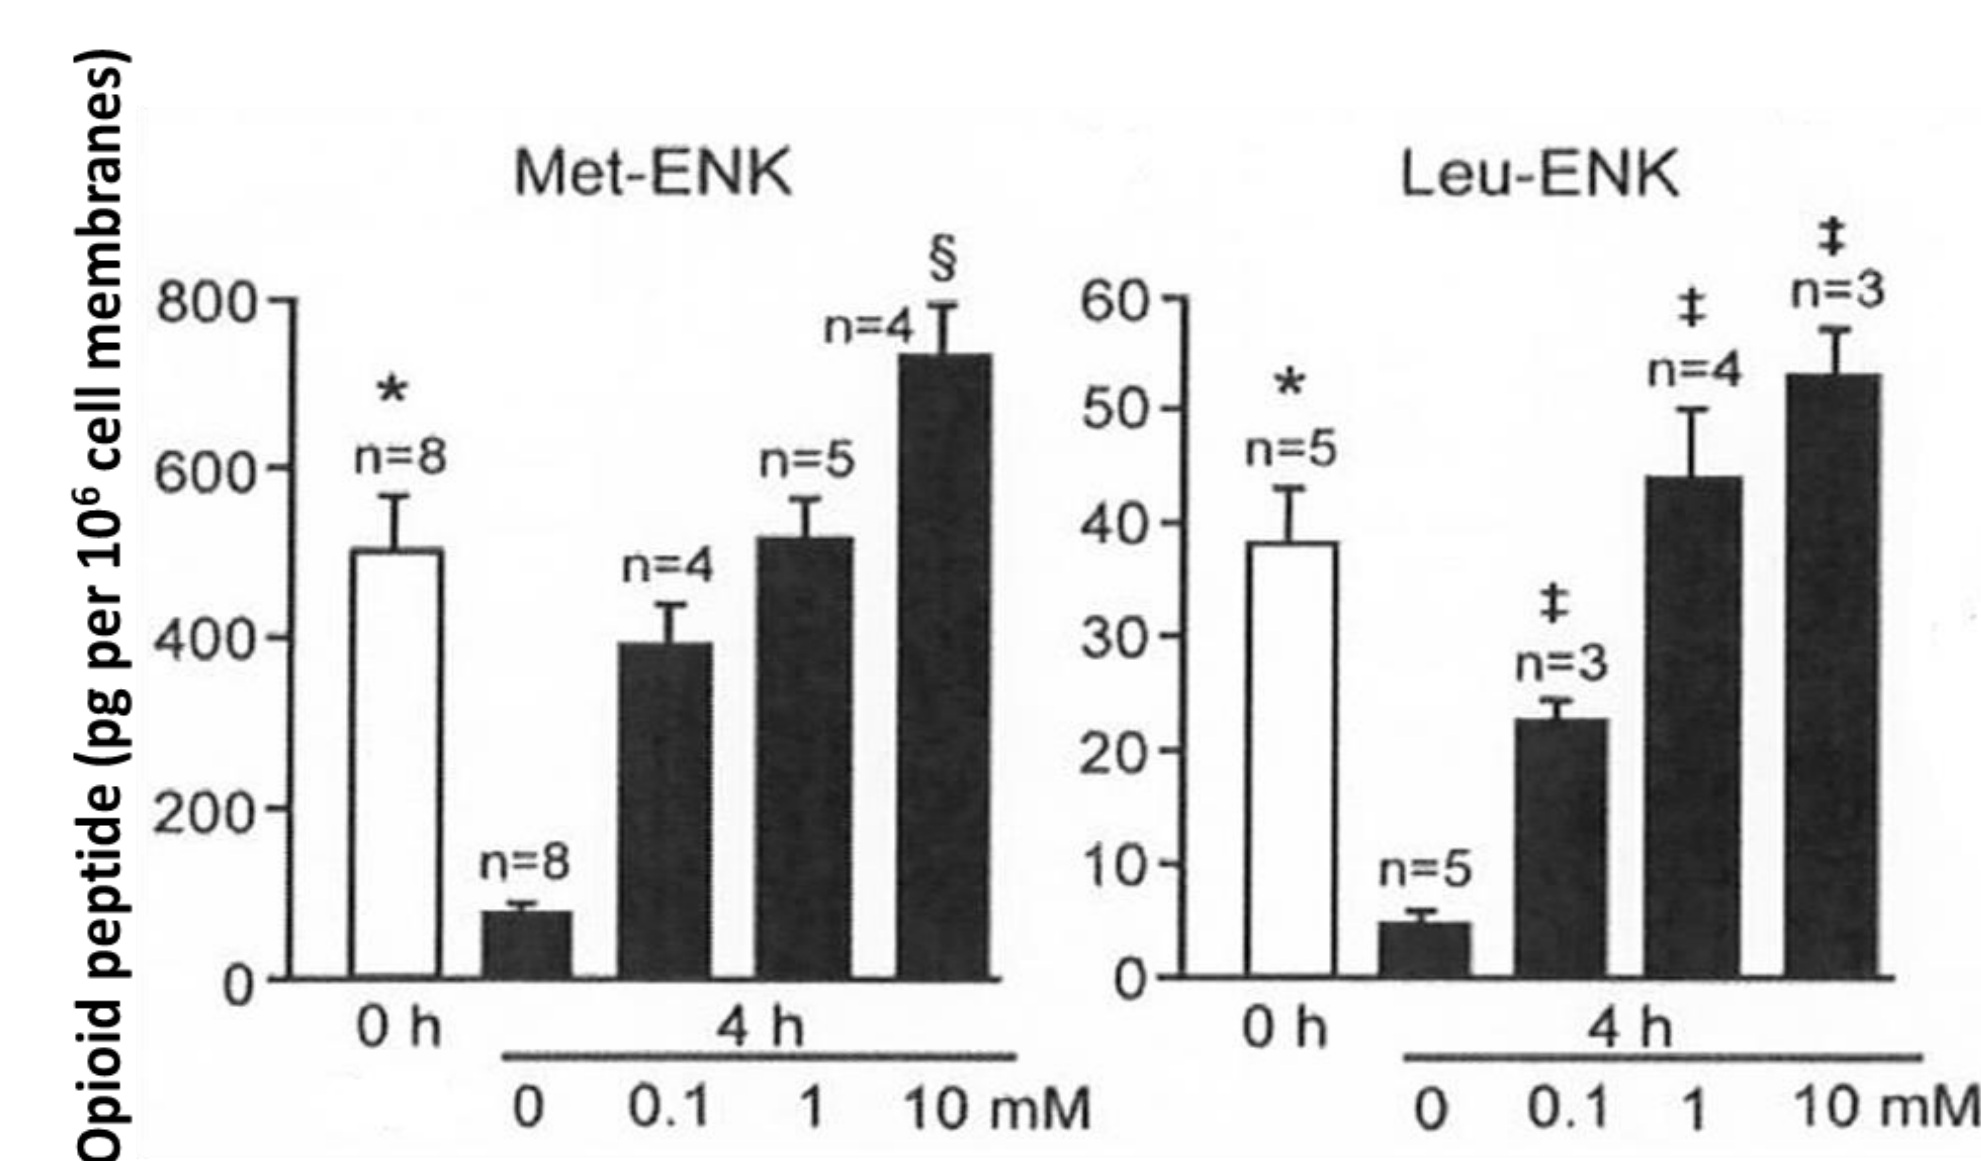 Opioid peptide (pg per 10⁶ cell membranes)
Met-ENK
800
600
400
200
0
*
n=8
n=8
n=4
n=5
n=4
§
0 h
4 h
0 0.1 1 10 mM
Leu-ENK
60
50
40
30
20
10
0
*
n=5
n=5
‡
n=3
‡
n=4
‡
n=3
0 h
4 h
0 0.1 1 10 mM